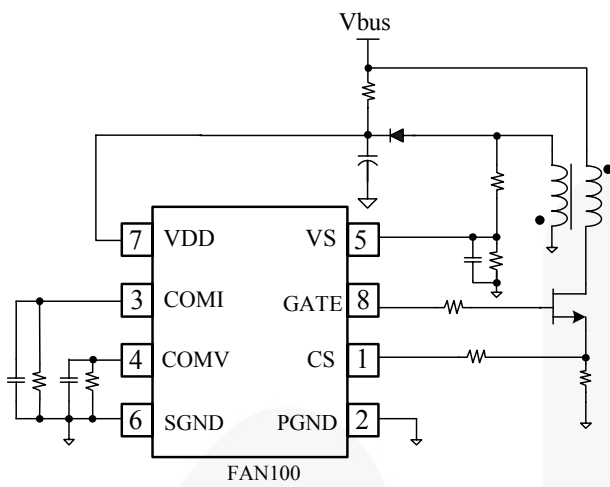 Vbus
7 VDD VS 5
3 COMI GATE 8
4 COMV CS 1
6 SGND PGND 2
FAN100